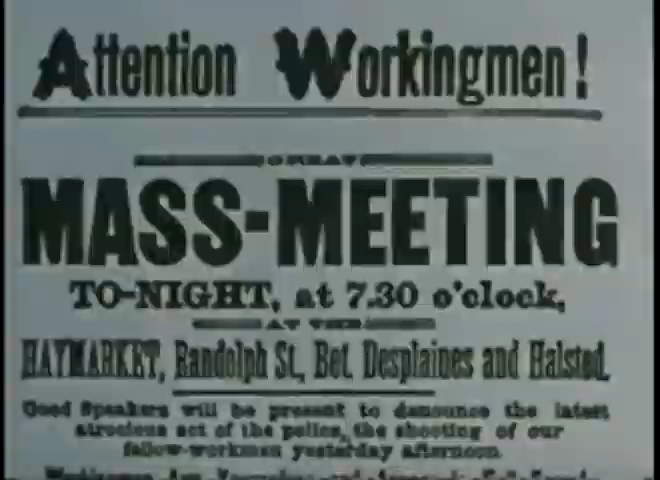 Attention Workingmen!
GREAT
MASS-MEETING
TO-NIGHT, at 7.30 o'clock,
AT THE
HAYMARKET, Randolph St., Bet. Desplaines and Halsted.
Good Speakers will be present to denounce the latest
atrocious act of the police, the shooting of our
fellow-workmen yesterday afternoon.